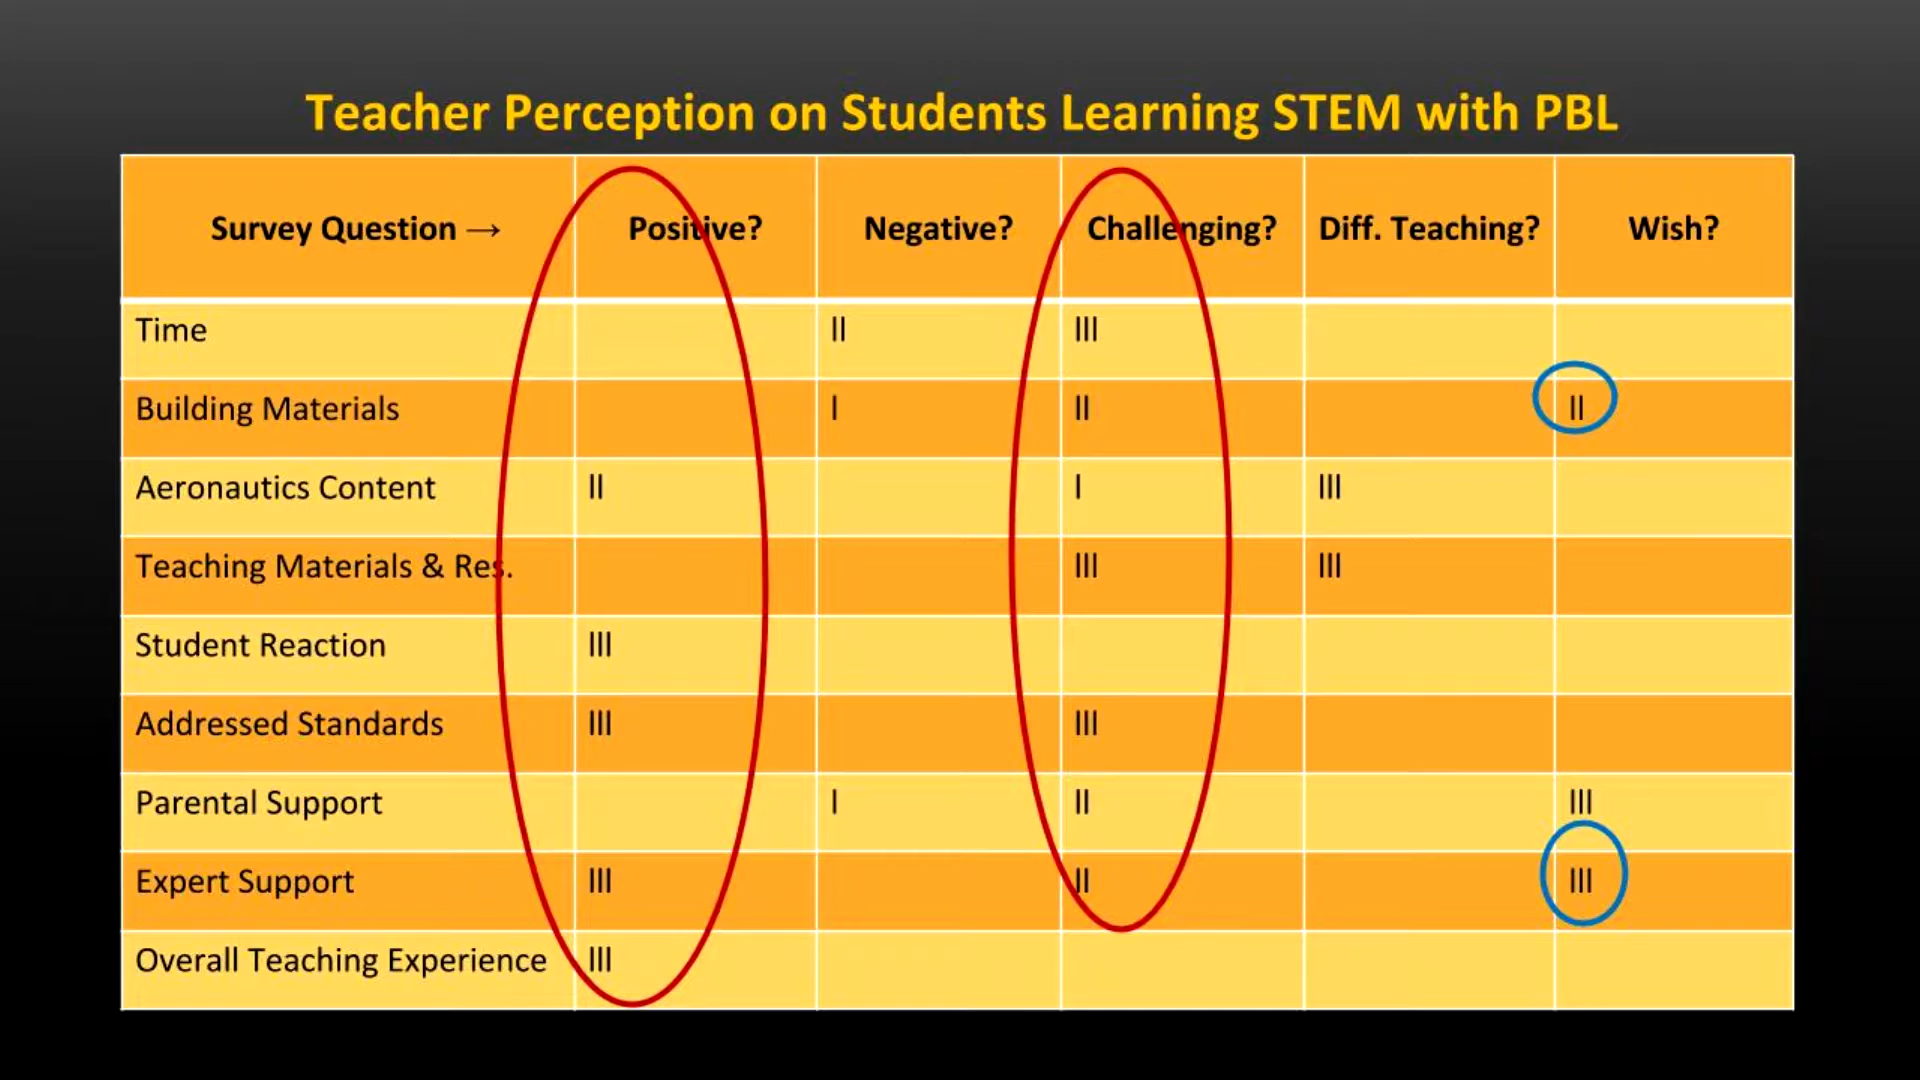 Teacher Perception on Students Learning STEM with PBL
Survey Question → Positive? Negative? Challenging? Diff. Teaching? Wish?
Time II III
Building Materials I II II
Aeronautics Content II I III
Teaching Materials & Res. III III
Student Reaction III
Addressed Standards III III
Parental Support I II III
Expert Support III II III
Overall Teaching Experience III